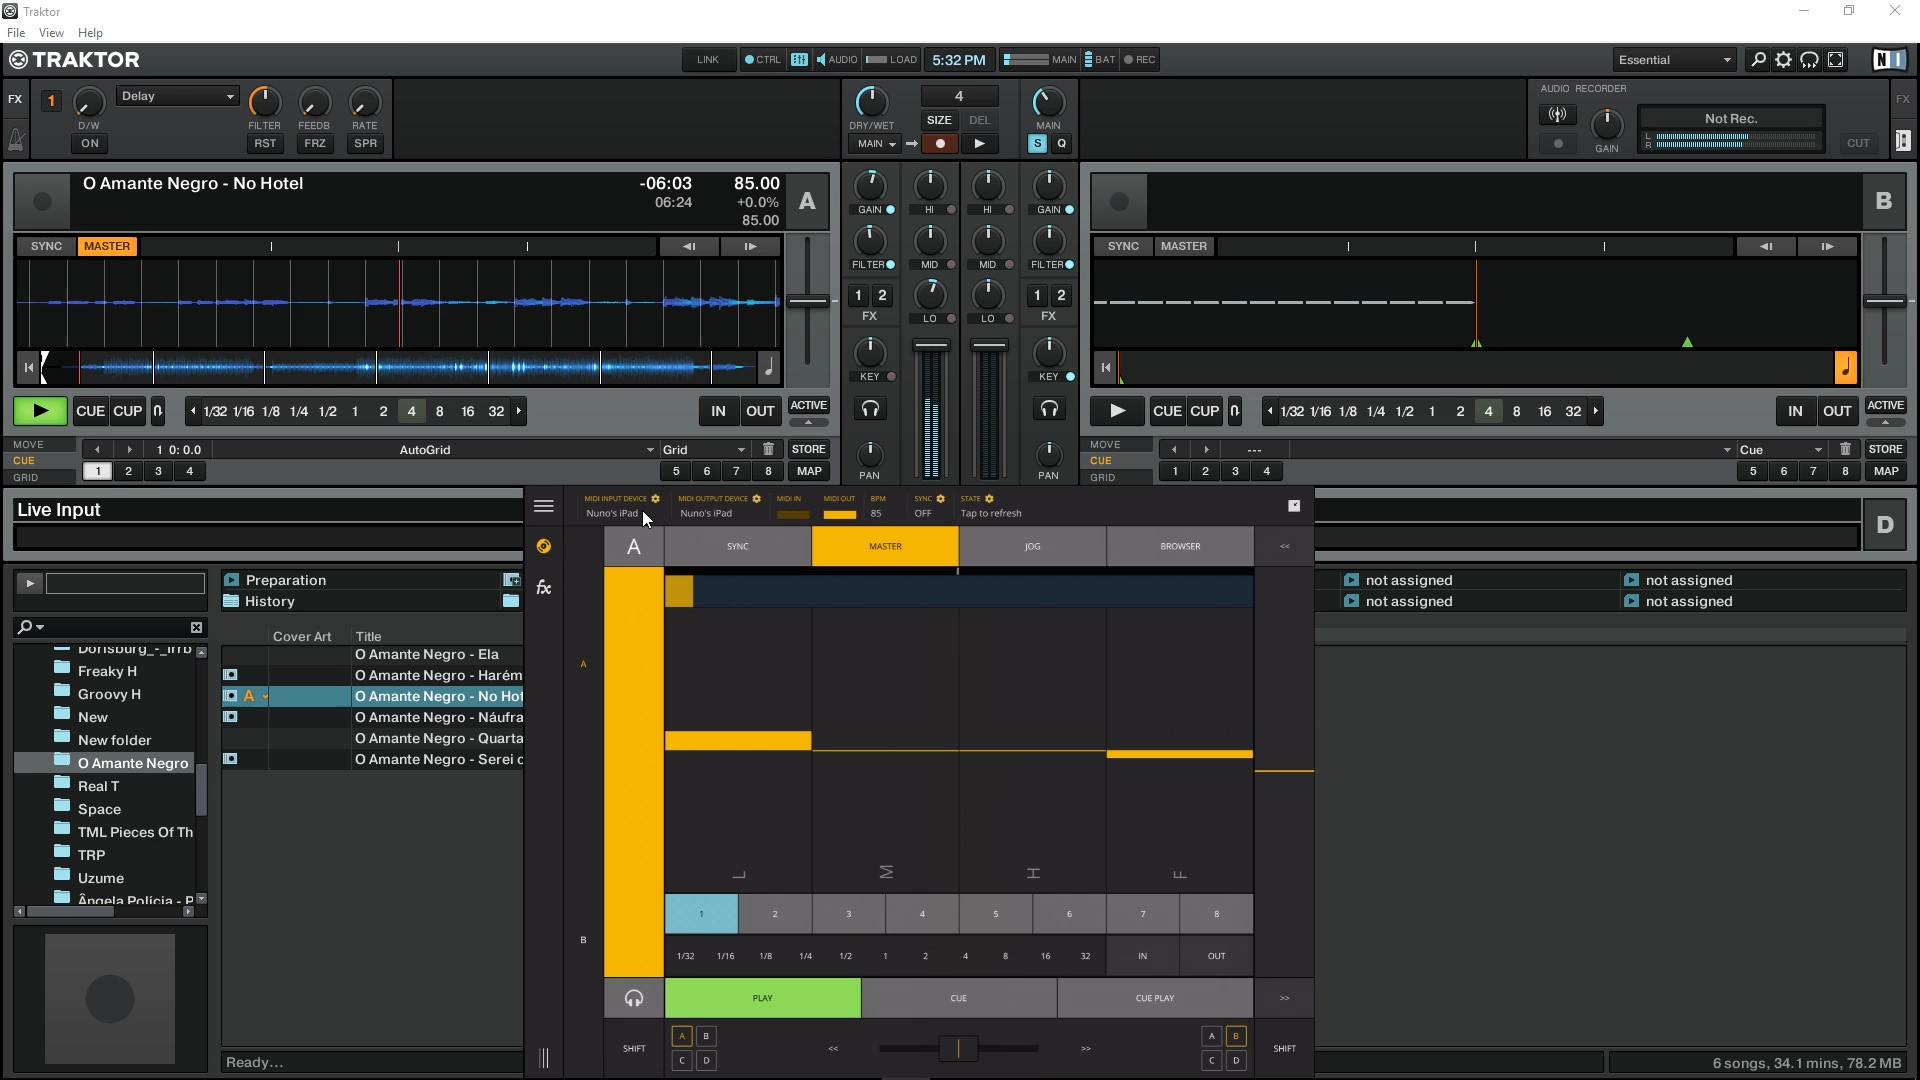 Traktor
File View Help
TRAKTOR
LINK CTRL AUDIO LOAD 5:32 PM MAIN BAT REC
Essential
NI
FX 1 Delay
D/W FILTER FEEDB RATE
ON RST FRZ SPR
DRY/WET 4 MAIN
SIZE DEL
MAIN S Q
AUDIO RECORDER
GAIN
Not Rec.
L
R
CUT
FX
O Amante Negro - No Hotel -06:03 85.00
06:24 +0.0%
85.00
A
SYNC MASTER
GAIN HI HI GAIN
FILTER MID MID FILTER
1 2 1 2
FX LO LO FX
KEY KEY
PAN PAN
B
SYNC MASTER
CUE CUP 1/32 1/16 1/8 1/4 1/2 1 2 4 8 16 32 IN OUT ACTIVE
CUE CUP 1/32 1/16 1/8 1/4 1/2 1 2 4 8 16 32 IN OUT ACTIVE
MOVE 1 0:0.0 AutoGrid Grid STORE
CUE
GRID 1 2 3 4 5 6 7 8 MAP
MOVE --- Cue STORE
CUE
GRID 1 2 3 4 5 6 7 8 MAP
Live Input
D
MIDI INPUT DEVICE MIDI OUTPUT DEVICE MIDI IN MIDI OUT BPM SYNC STATE
Nuno's iPad Nuno's iPad 85 OFF Tap to refresh
A SYNC MASTER JOG BROWSER <<
fx
A
B
L M H F
1 2 3 4 5 6 7 8
1/32 1/16 1/8 1/4 1/2 1 2 4 8 16 32 IN OUT
PLAY CUE CUE PLAY >>
SHIFT A B << >> A B SHIFT
C D C D
Preparation
History
not assigned not assigned
not assigned not assigned
Cover Art Title
O Amante Negro - Ela
O Amante Negro - Harém
A O Amante Negro - No Hot
O Amante Negro - Náufra
O Amante Negro - Quarta
O Amante Negro - Serei
Dorisburg_-_Irrb
Freaky H
Groovy H
New
New folder
O Amante Negro
Real T
Space
TML Pieces Of Th
TRP
Uzume
Ângela Polícia - P
Ready...
6 songs, 34.1 mins, 78.2 MB